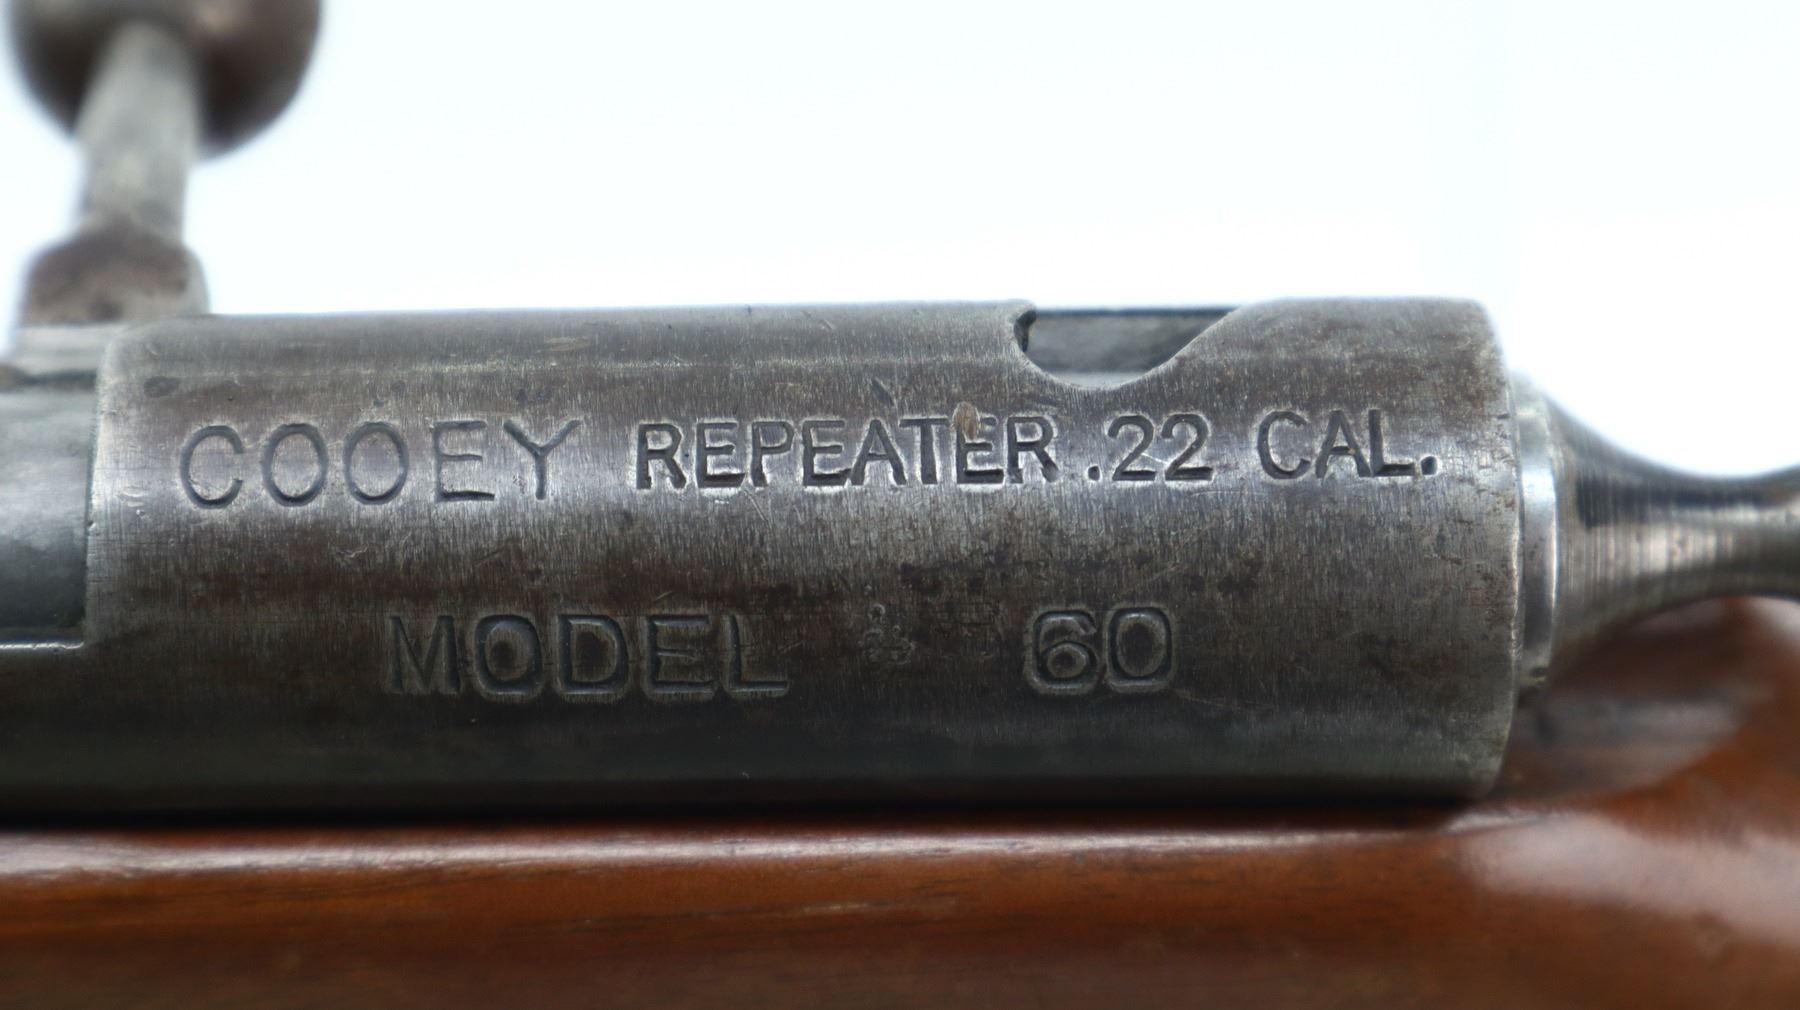 COOEY REPEATER .22 CAL.
MODEL 60